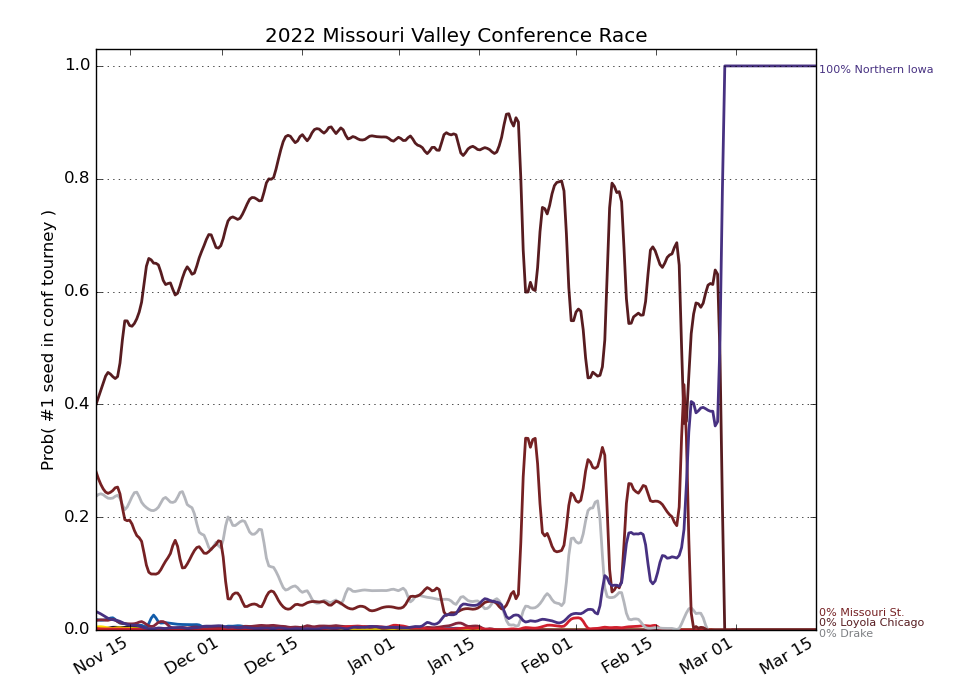 2022 Missouri Valley Conference Race
Prob( #1 seed in conf tourney )
1.0
0.8
0.6
0.4
0.2
0.0
100% Northern Iowa
0% Missouri St.
0% Loyola Chicago
0% Drake
Nov 15
Dec 01
Dec 15
Jan 01
Jan 15
Feb 01
Feb 15
Mar 01
Mar 15